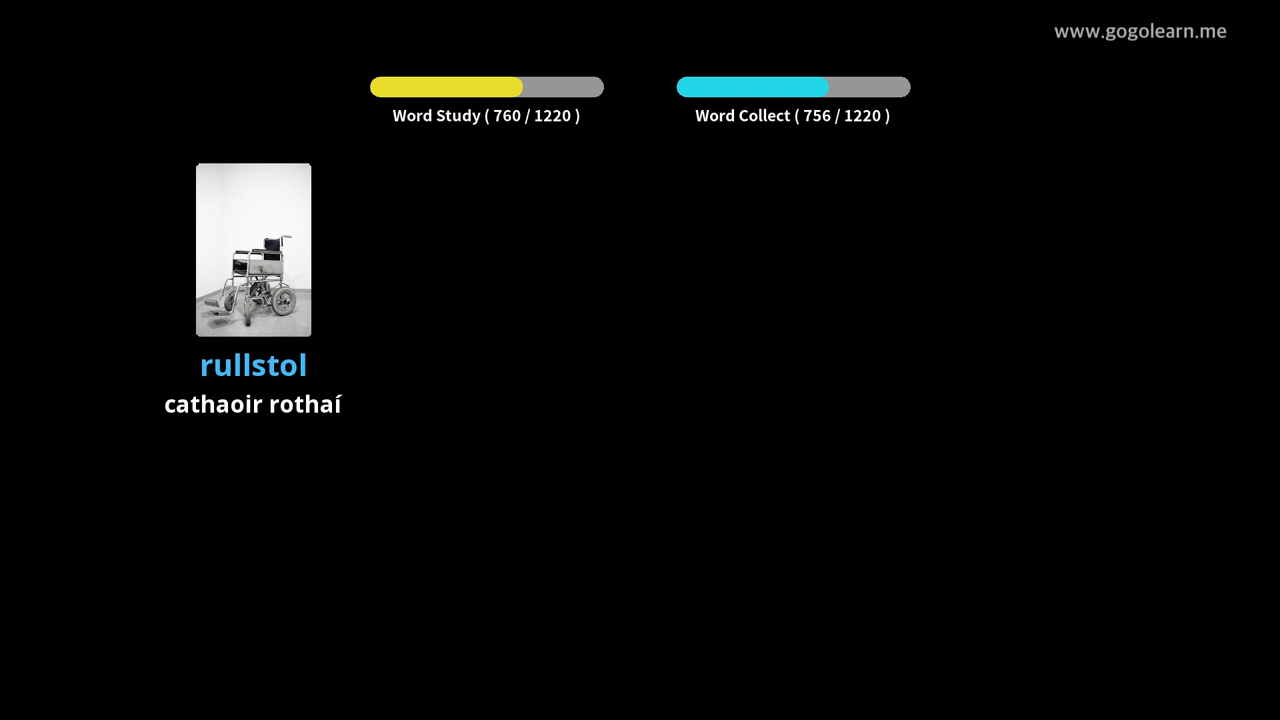 www.gogolearn.me
Word Study ( 760 / 1220 )
Word Collect ( 756 / 1220 )
rullstol
cathaoir rothaí